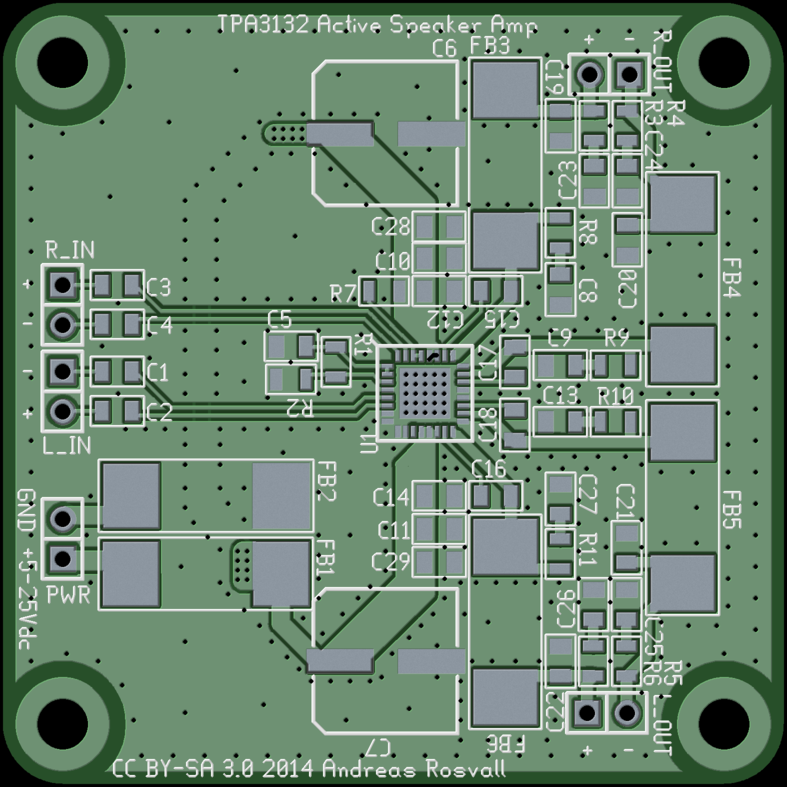 TPA3132 Active Speaker Amp
C6 FB3
+ -
R_OUT
C19
R3 R4
C23 C24
C28
C10
R8
C20
FB4
R_IN
+ C3
- C4
R7 C12 C15
C8
C5 R1
R2
- C1
+ C2
L_IN
U1
C17 C9 R9
C18 C13 R10
C16
GND +5-25Vdc
PWR
FB2
FB1
C14
C11
C29
C27 C21
R11
FB5
C26 C25
R6 R5
C22
L_OUT
+ -
C7 FB6
CC BY-SA 3.0 2014 Andreas Rosvall